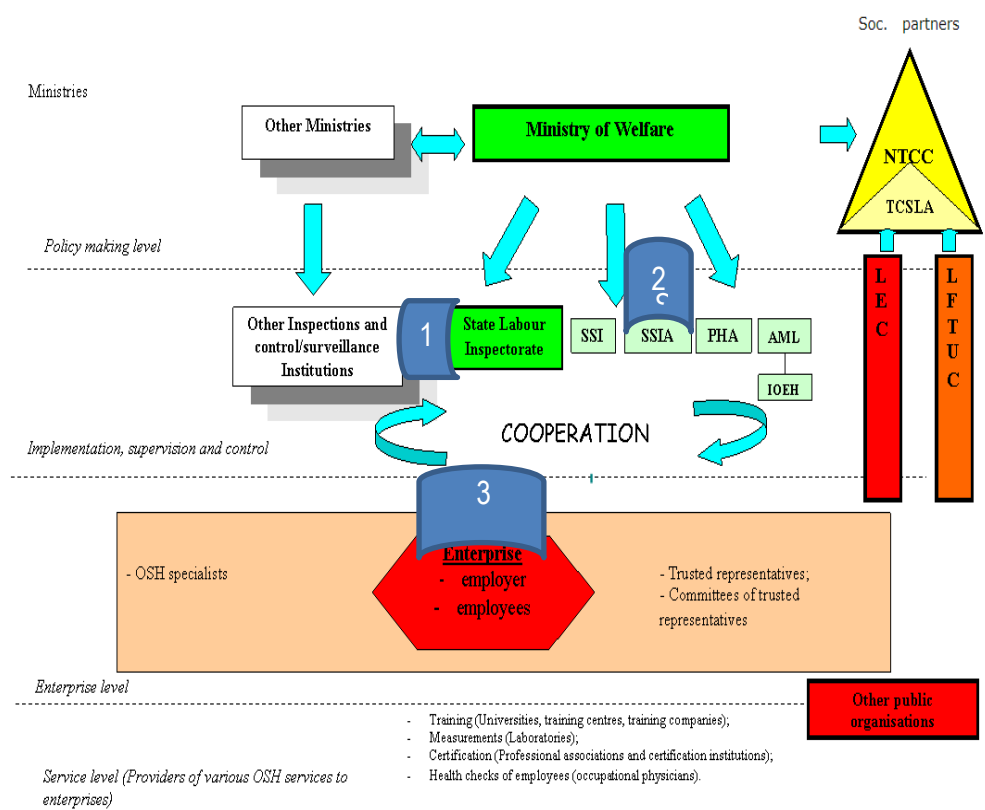 Soc. partners
Ministries
Other Ministries
Ministry of Welfare
NTCC
TCSLA
Policy making level
L
E
C
L
F
T
U
C
2
1
Other Inspections and
control/surveillance
Institutions
State Labour
Inspectorate
SSI
SSIA
PHA
AML
IOEH
COOPERATION
Implementation, supervision and control
3
Enterprise
- employer
- employees
- OSH specialists
- Trusted representatives;
- Committees of trusted
representatives
Enterprise level
Other public
organisations
- Training (Universities, training centres, training companies);
- Measurements (Laboratories);
- Certification (Professional associations and certification institutions);
- Health checks of employees (occupational physicians).
Service level (Providers of various OSH services to
enterprises)